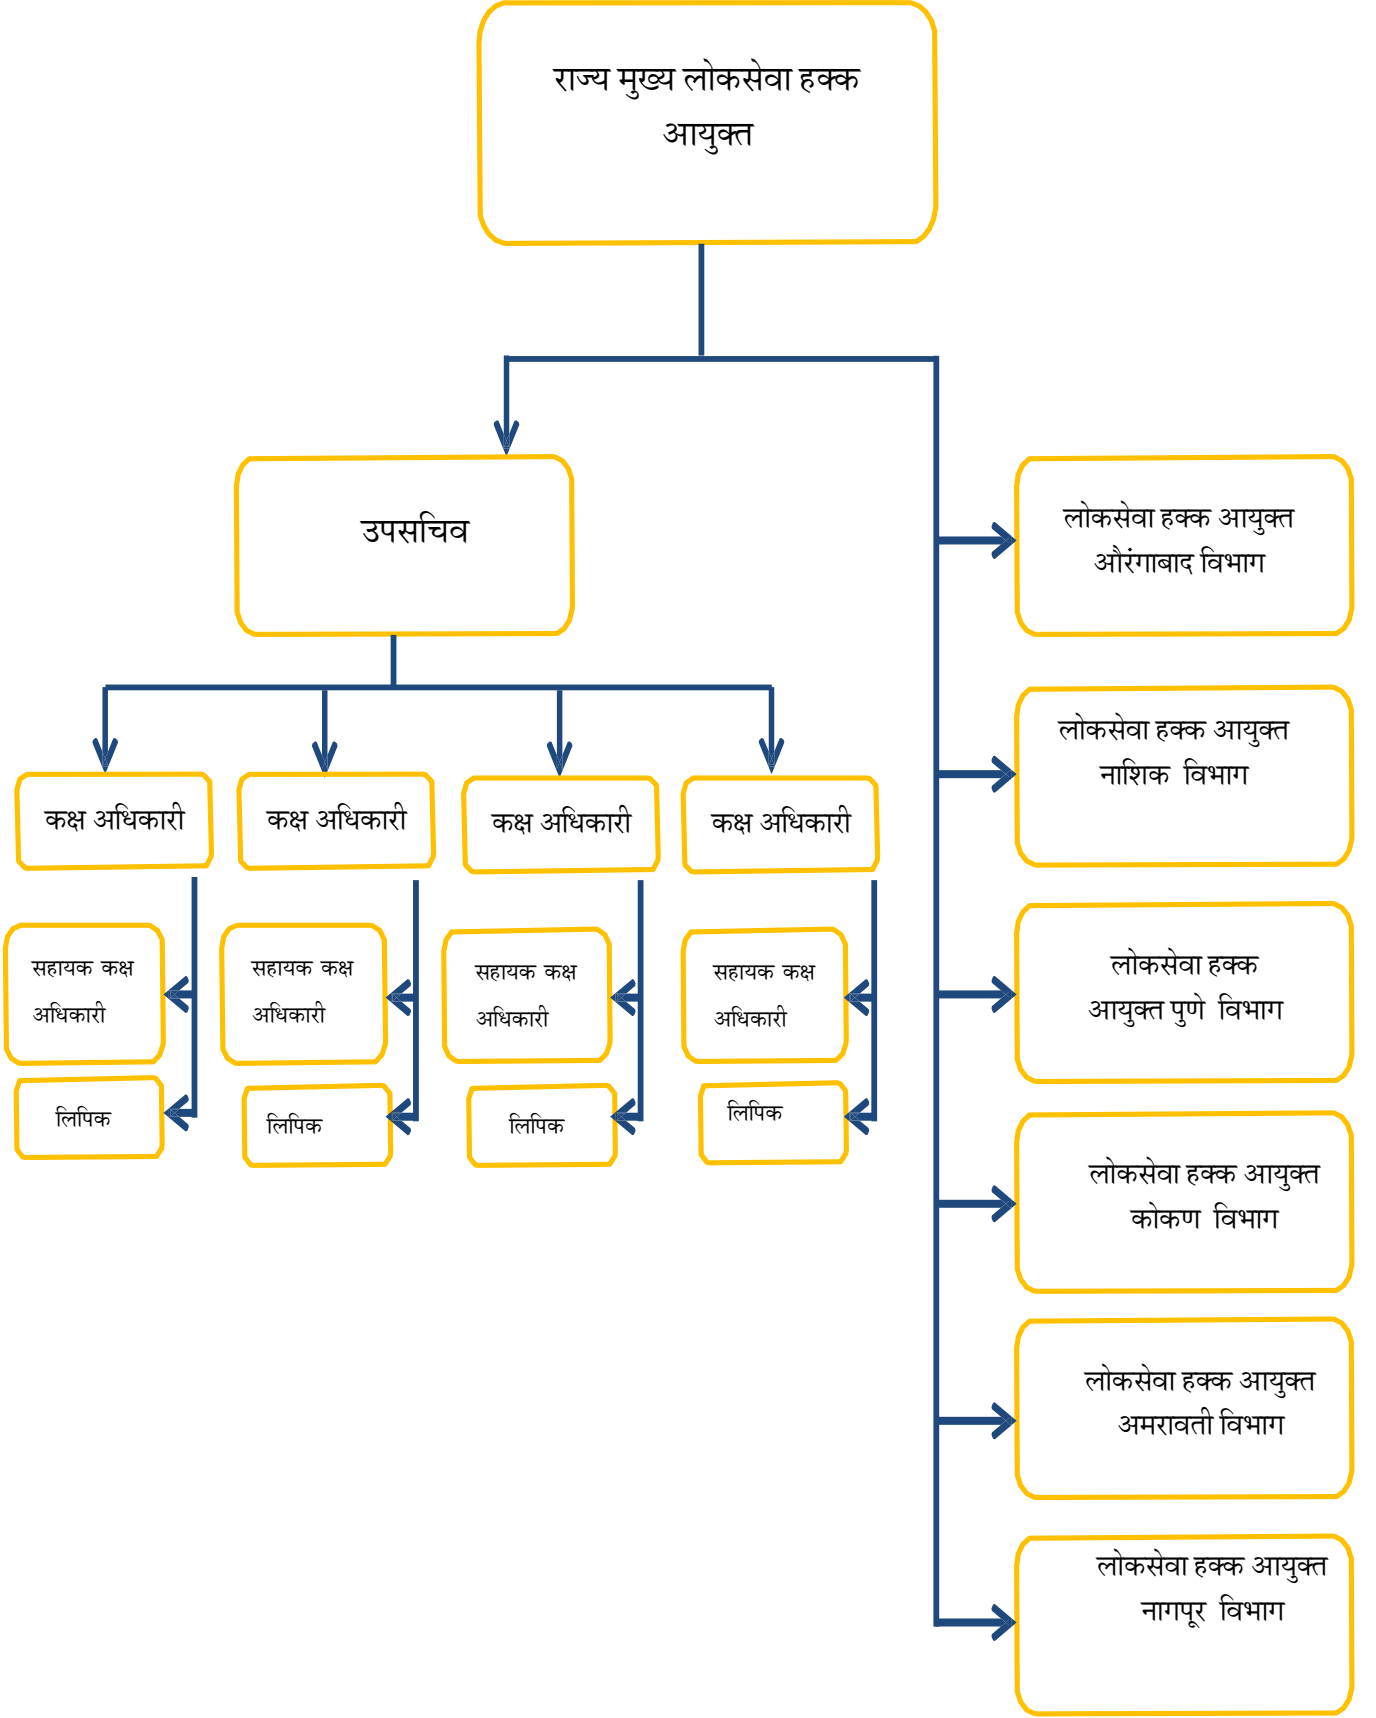 राज्य मुख्य लोकसेवा हक्क
आयुक्त
उपसचिव
कक्ष अधिकारी
कक्ष अधिकारी
कक्ष अधिकारी
कक्ष अधिकारी
सहायक कक्ष
अधिकारी
सहायक कक्ष
अधिकारी
सहायक कक्ष
अधिकारी
सहायक कक्ष
अधिकारी
लिपिक
लिपिक
लिपिक
लिपिक
लोकसेवा हक्क आयुक्त
औरंगाबाद विभाग
लोकसेवा हक्क आयुक्त
नाशिक विभाग
लोकसेवा हक्क
आयुक्त पुणे विभाग
लोकसेवा हक्क आयुक्त
कोकण विभाग
लोकसेवा हक्क आयुक्त
अमरावती विभाग
लोकसेवा हक्क आयुक्त
नागपूर विभाग